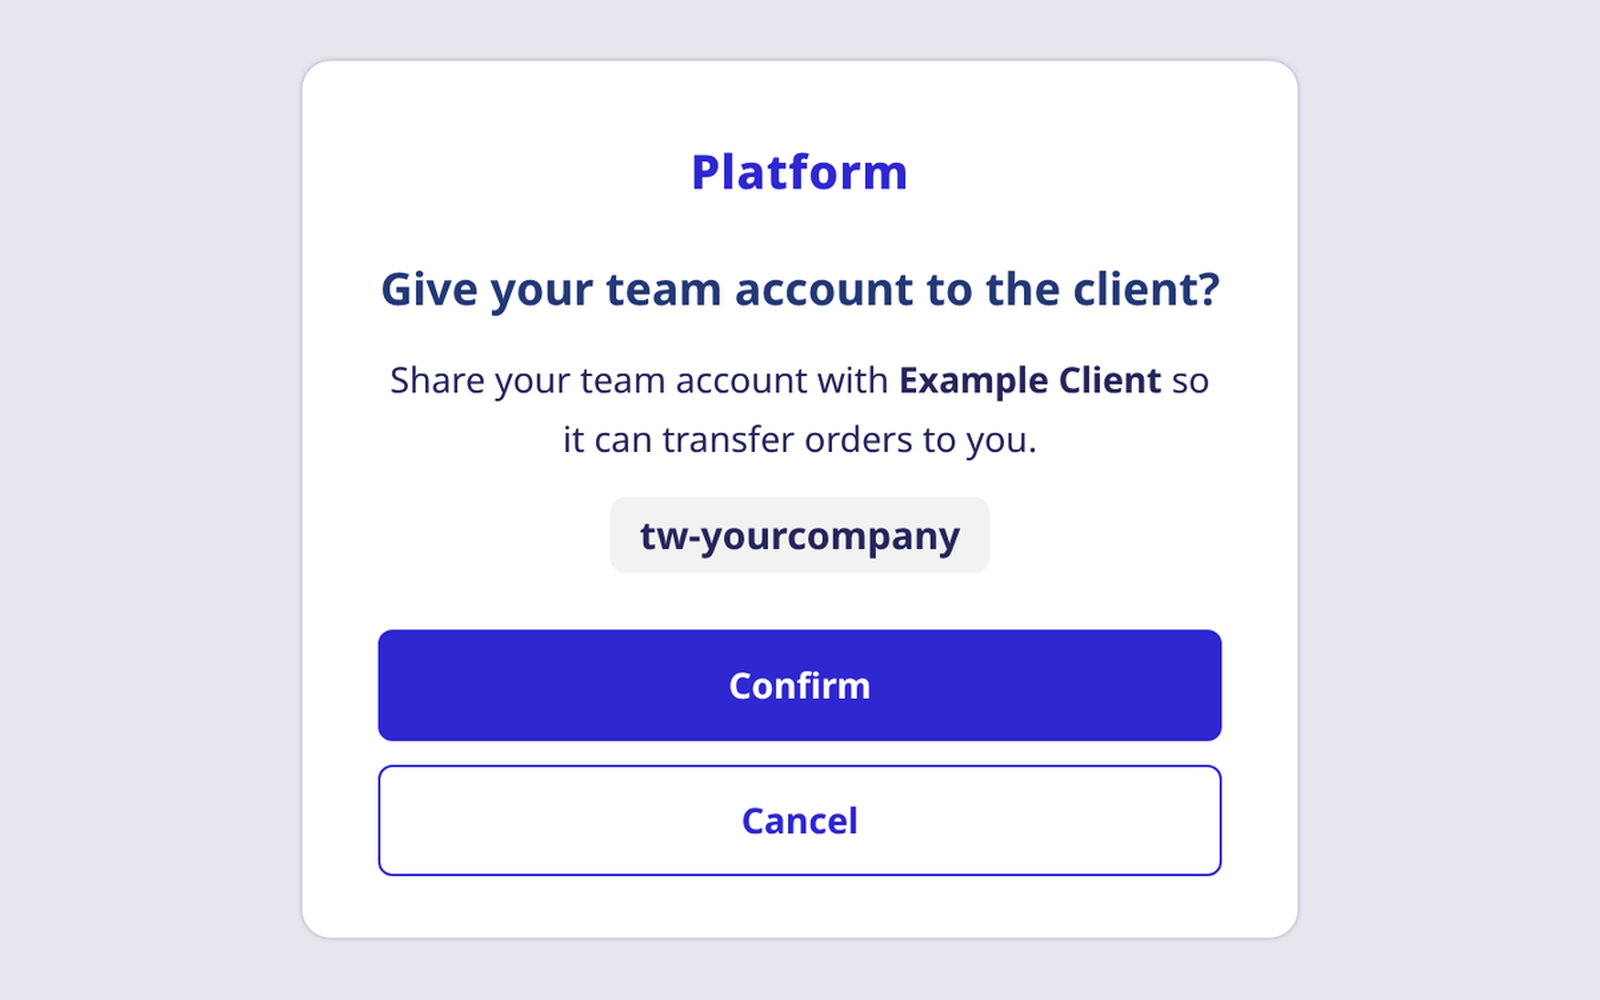 Platform
Give your team account to the client?
Share your team account with Example Client so
it can transfer orders to you.
tw-yourcompany
Confirm
Cancel